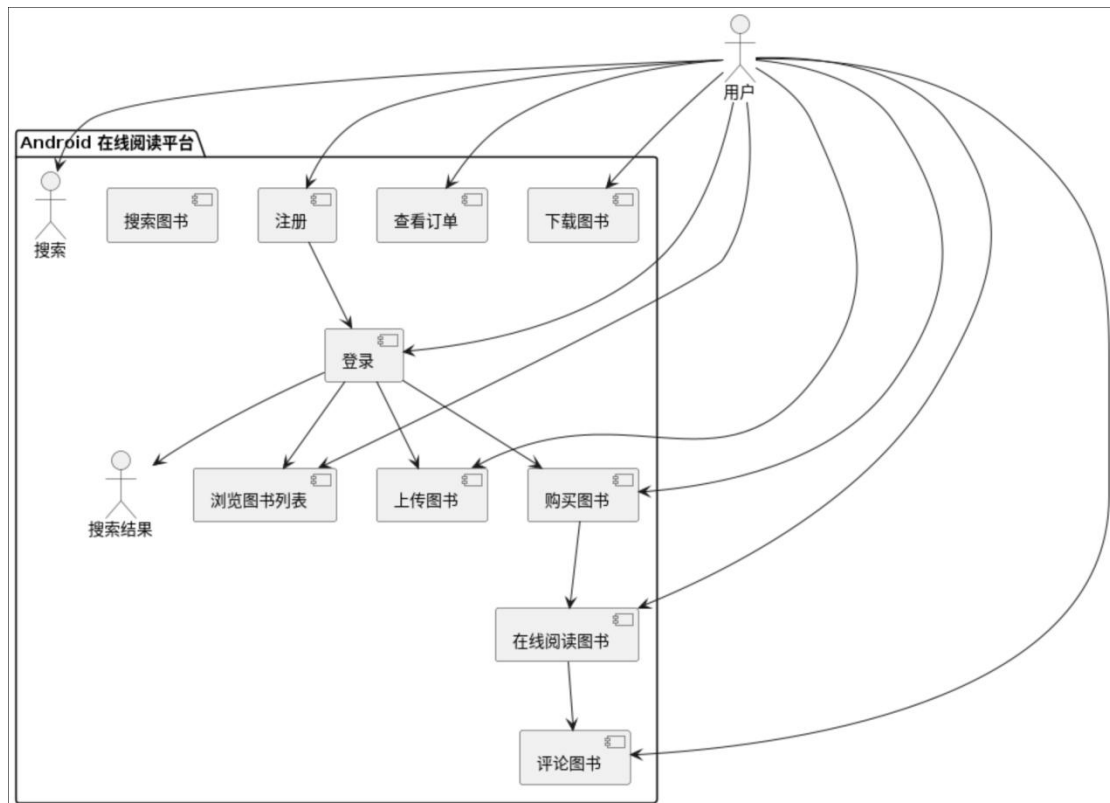 用户
Android 在线阅读平台
搜索
搜索图书
注册
查看订单
下载图书
登录
搜索结果
浏览图书列表
上传图书
购买图书
在线阅读图书
评论图书